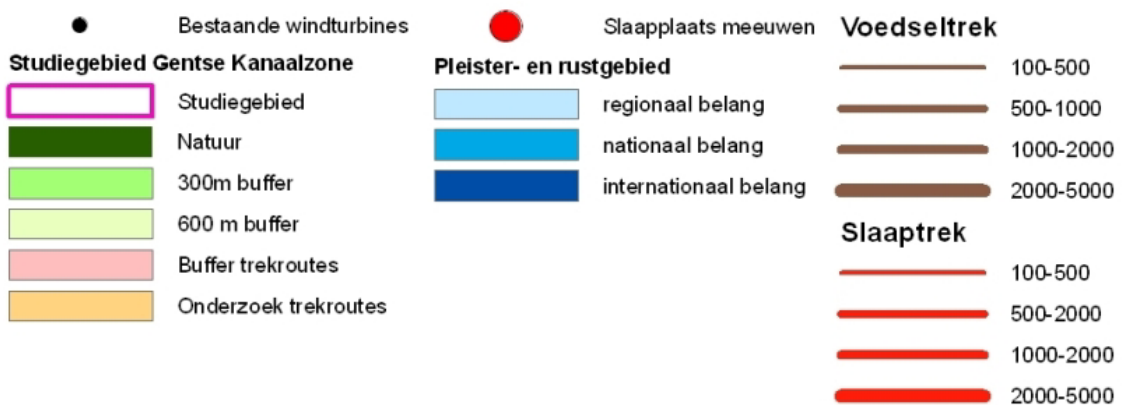 Bestaande windturbines
Studiegebied Gentse Kanaalzone
Studiegebied
Natuur
300m buffer
600 m buffer
Buffer trekroutes
Onderzoek trekroutes
Slaapplaats meeuwen
Pleister- en rustgebied
regionaal belang
nationaal belang
internationaal belang
Voedseltrek
100-500
500-1000
1000-2000
2000-5000
Slaaptrek
100-500
500-2000
1000-2000
2000-5000